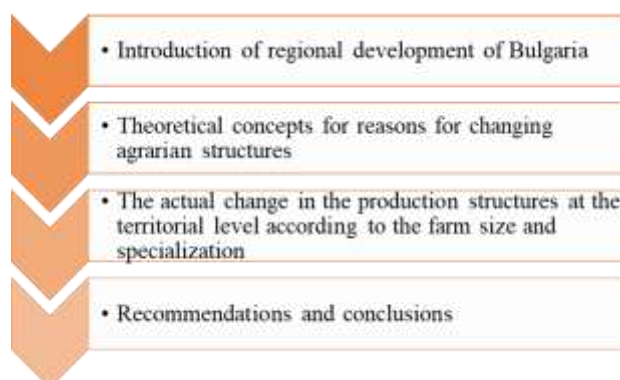 • Introduction of regional development of Bulgaria
• Theoretical concepts for reasons for changing
agrarian structures
• The actual change in the production structures at the
territorial level according to the farm size and
specialization
• Recommendations and conclusions